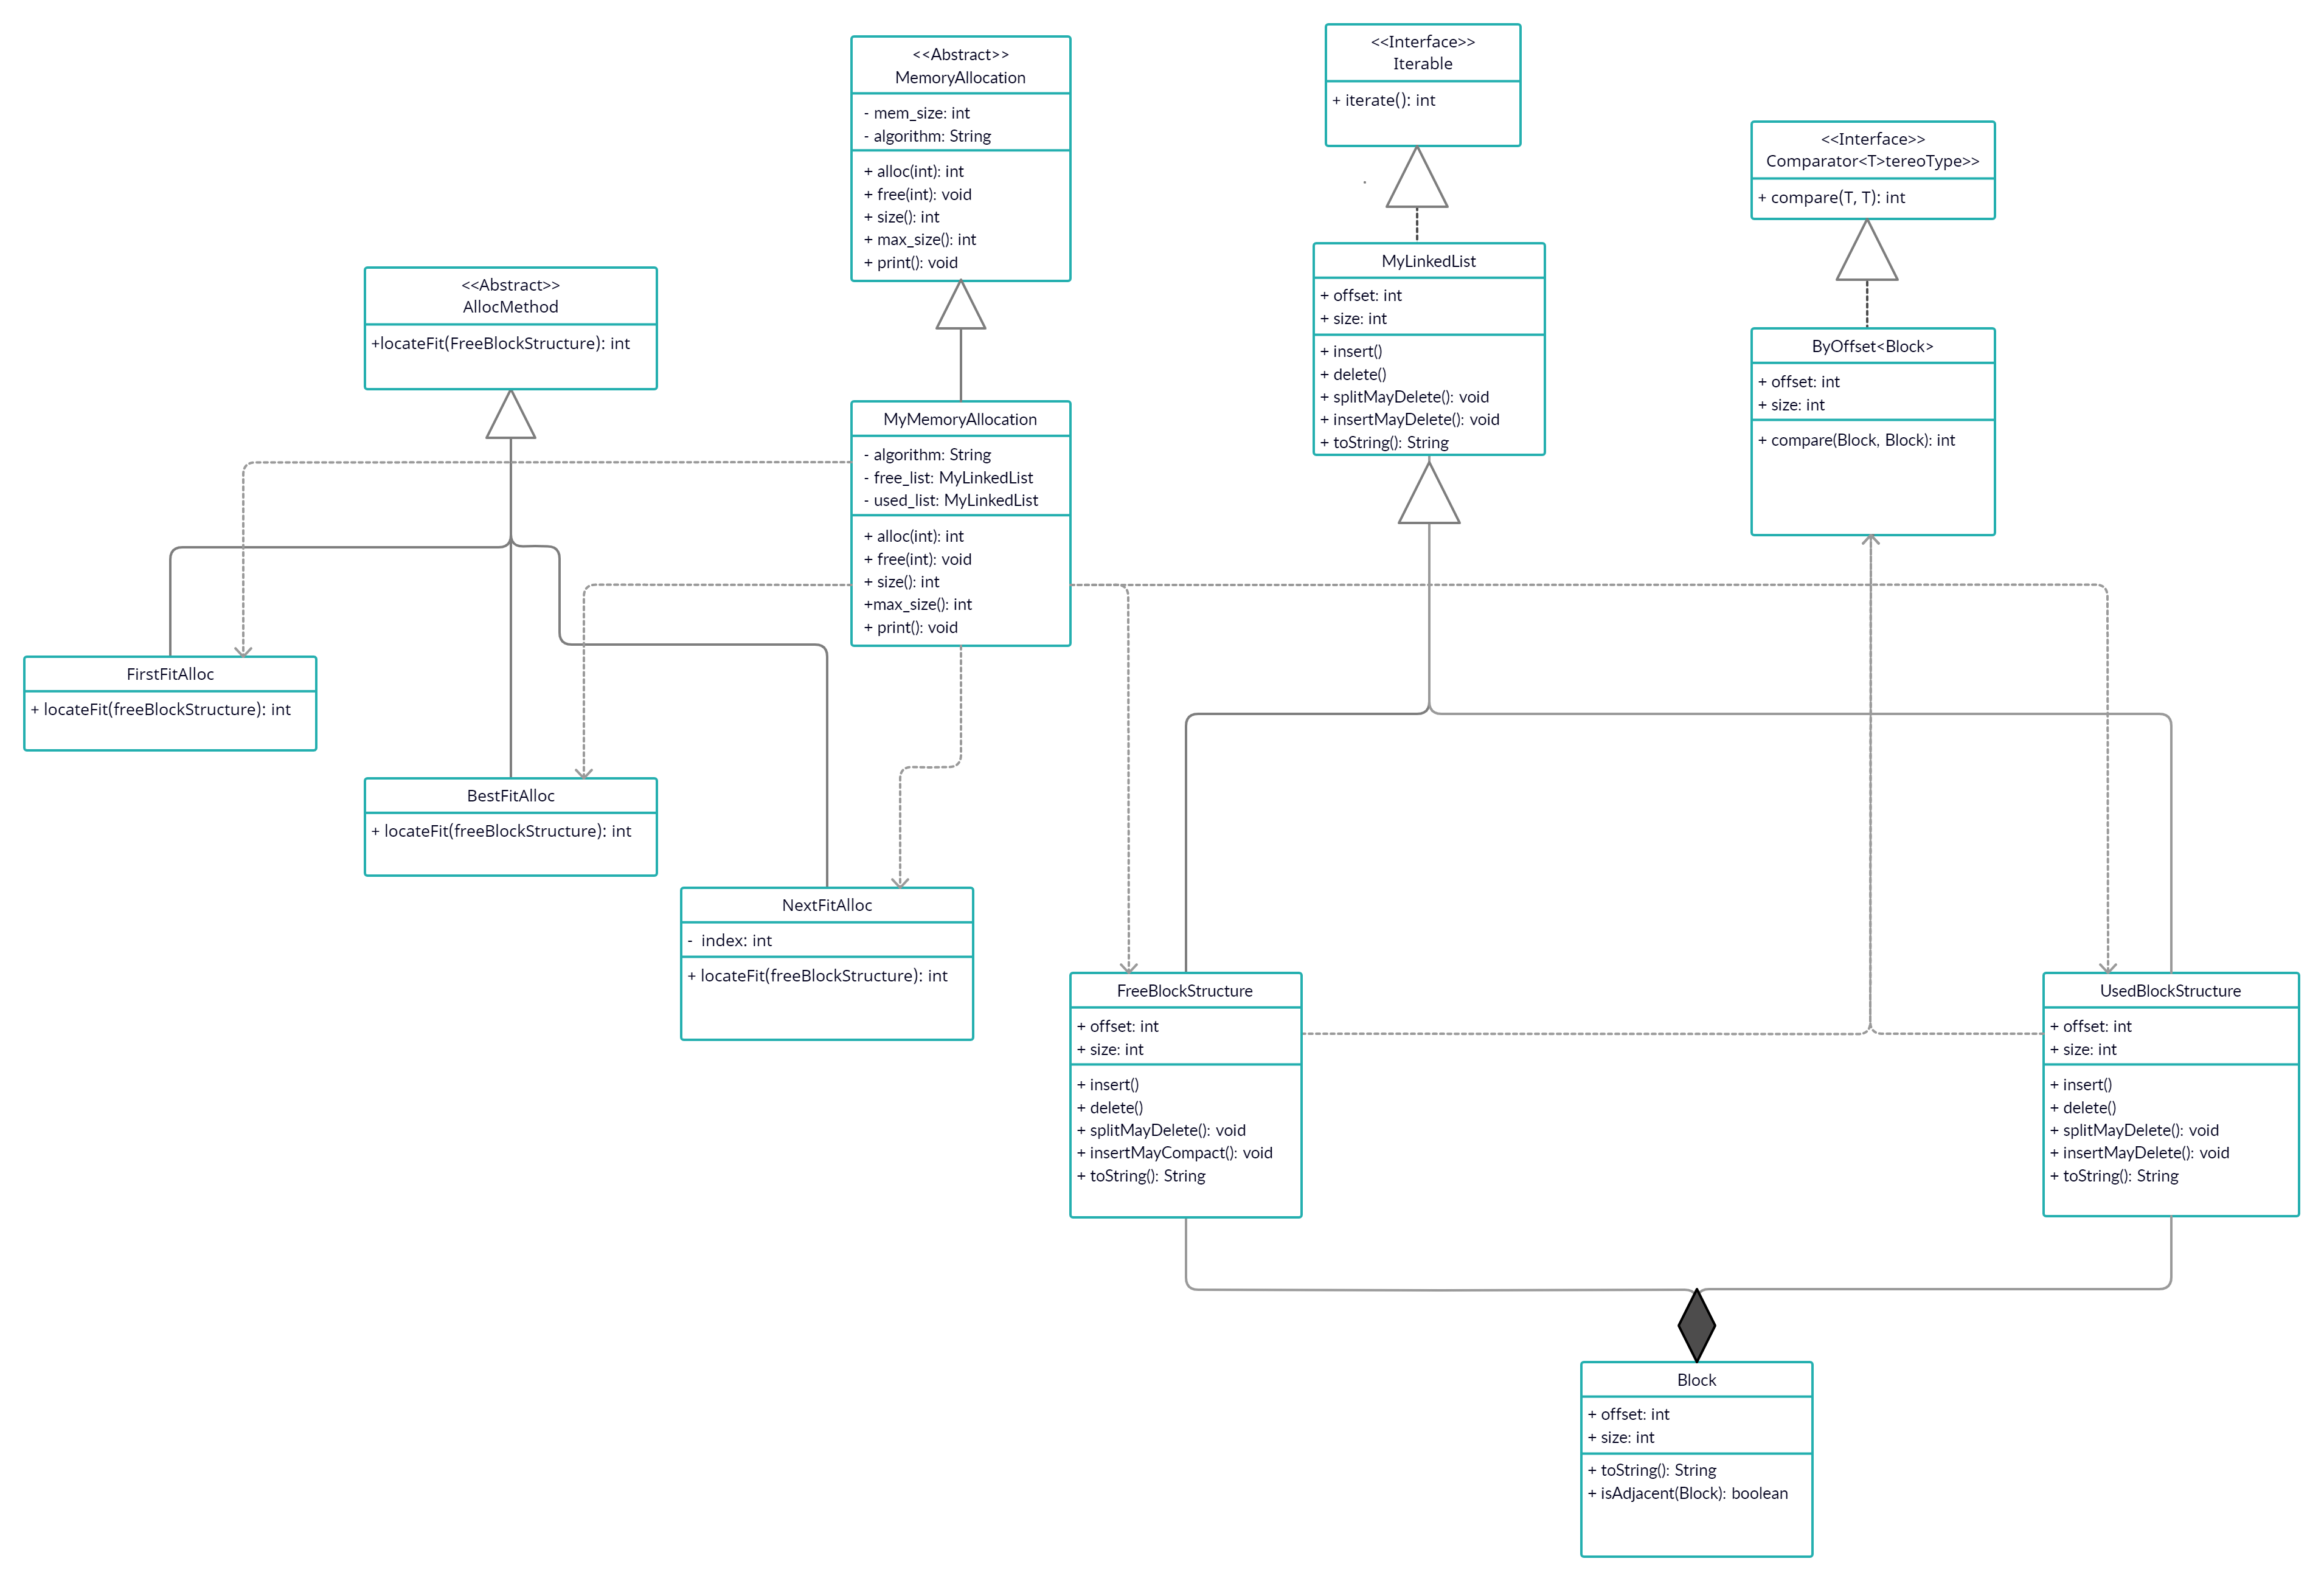 <<Abstract>>
MemoryAllocation
- mem_size: int
- algorithm: String
+ alloc(int): int
+ free(int): void
+ size(): int
+ max_size(): int
+ print(): void
<<Interface>>
Iterable
+ iterate(): int
<<Interface>>
Comparator<T>tereoType>>
+ compare(T, T): int
<<Abstract>>
AllocMethod
+locateFit(FreeBlockStructure): int
MyLinkedList
+ offset: int
+ size: int
+ insert()
+ delete()
+ splitMayDelete(): void
+ insertMayDelete(): void
+ toString(): String
ByOffset<Block>
+ offset: int
+ size: int
+ compare(Block, Block): int
MyMemoryAllocation
- algorithm: String
- free_list: MyLinkedList
- used_list: MyLinkedList
+ alloc(int): int
+ free(int): void
+ size(): int
+max_size(): int
+ print(): void
FirstFitAlloc
+ locateFit(freeBlockStructure): int
BestFitAlloc
+ locateFit(freeBlockStructure): int
NextFitAlloc
-  index: int
+ locateFit(freeBlockStructure): int
FreeBlockStructure
+ offset: int
+ size: int
+ insert()
+ delete()
+ splitMayDelete(): void
+ insertMayCompact(): void
+ toString(): String
UsedBlockStructure
+ offset: int
+ size: int
+ insert()
+ delete()
+ splitMayDelete(): void
+ insertMayDelete(): void
+ toString(): String
Block
+ offset: int
+ size: int
+ toString(): String
+ isAdjacent(Block): boolean